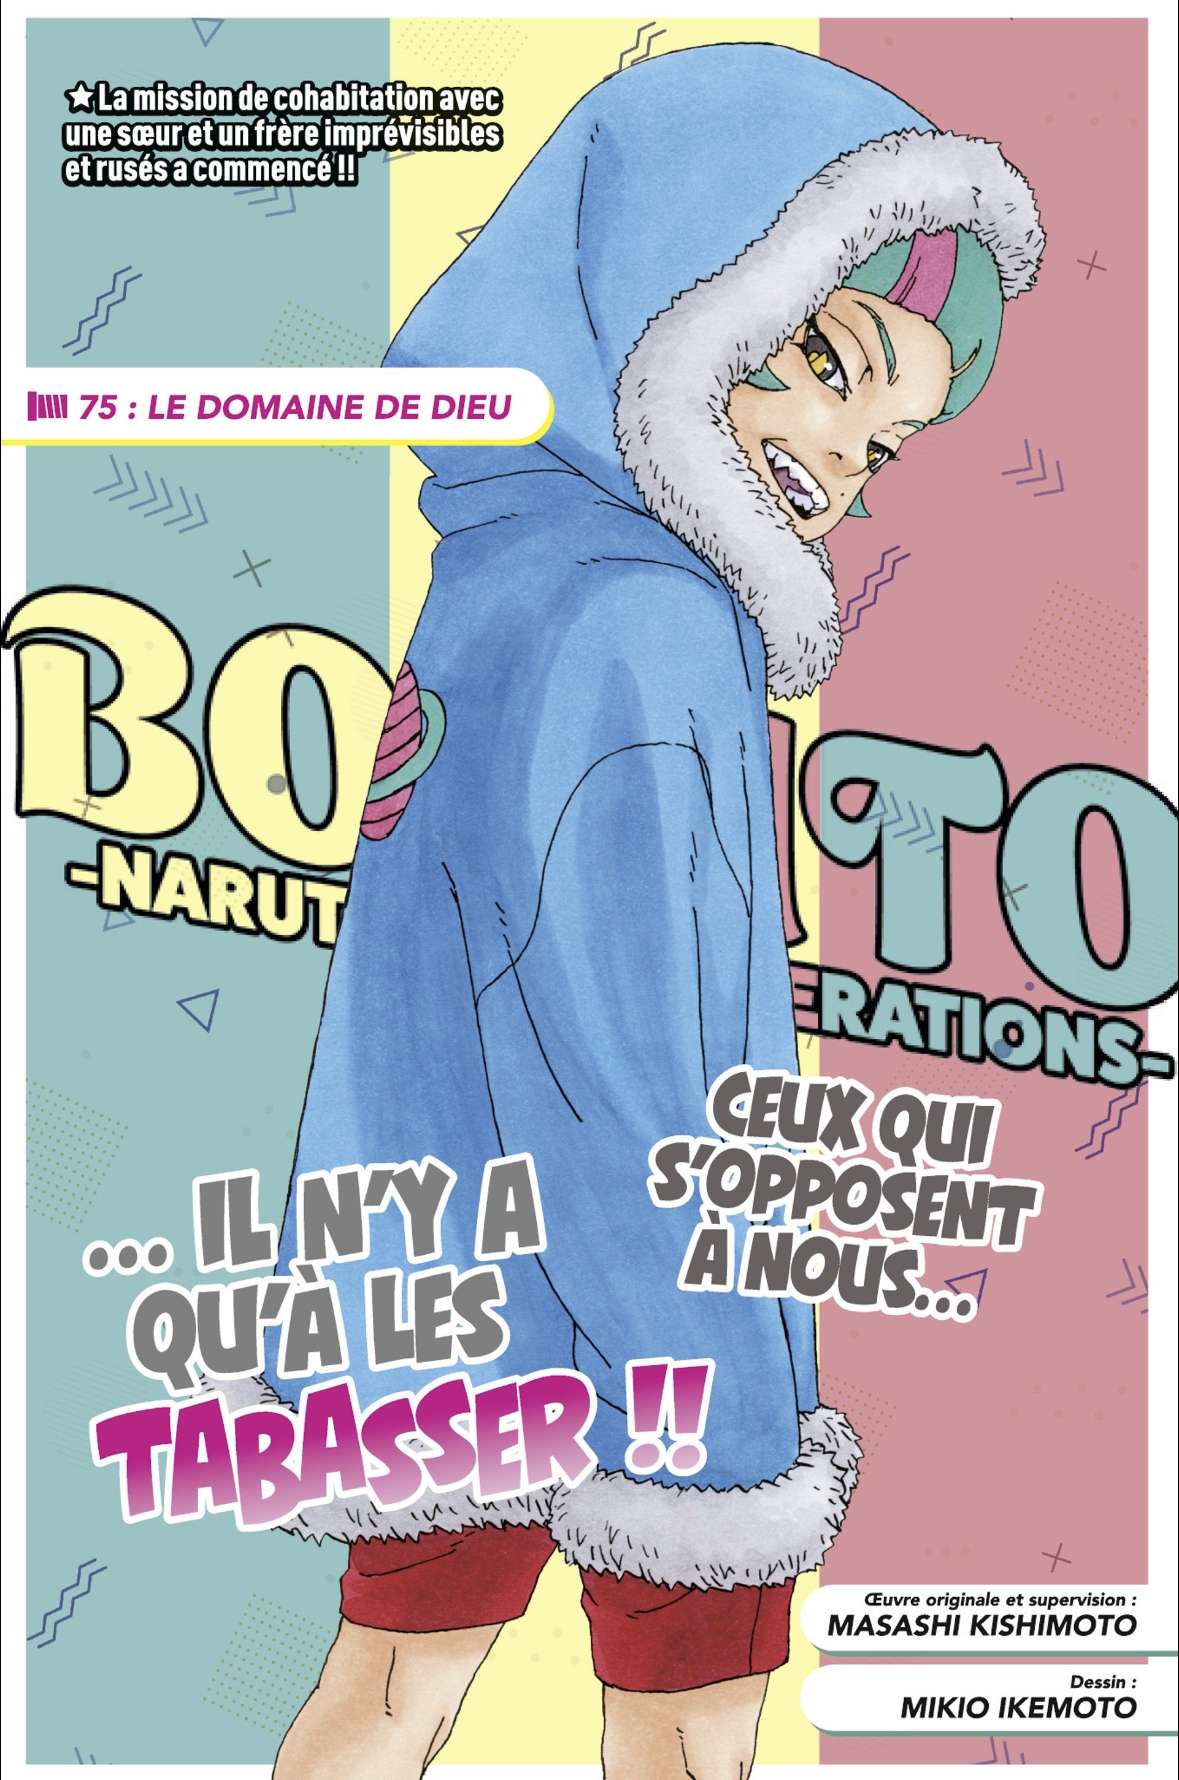 ★ La mission de cohabitation avec
une sœur et un frère imprévisibles
et rusés a commencé !!
75 : LE DOMAINE DE DIEU
BO TO
-NARUT ERATIONS-
CEUX QUI
S'OPPOSENT
À NOUS...
... IL N'Y A
QU'À LES
TABASSER !!
Œuvre originale et supervision :
MASASHI KISHIMOTO
Dessin :
MIKIO IKEMOTO